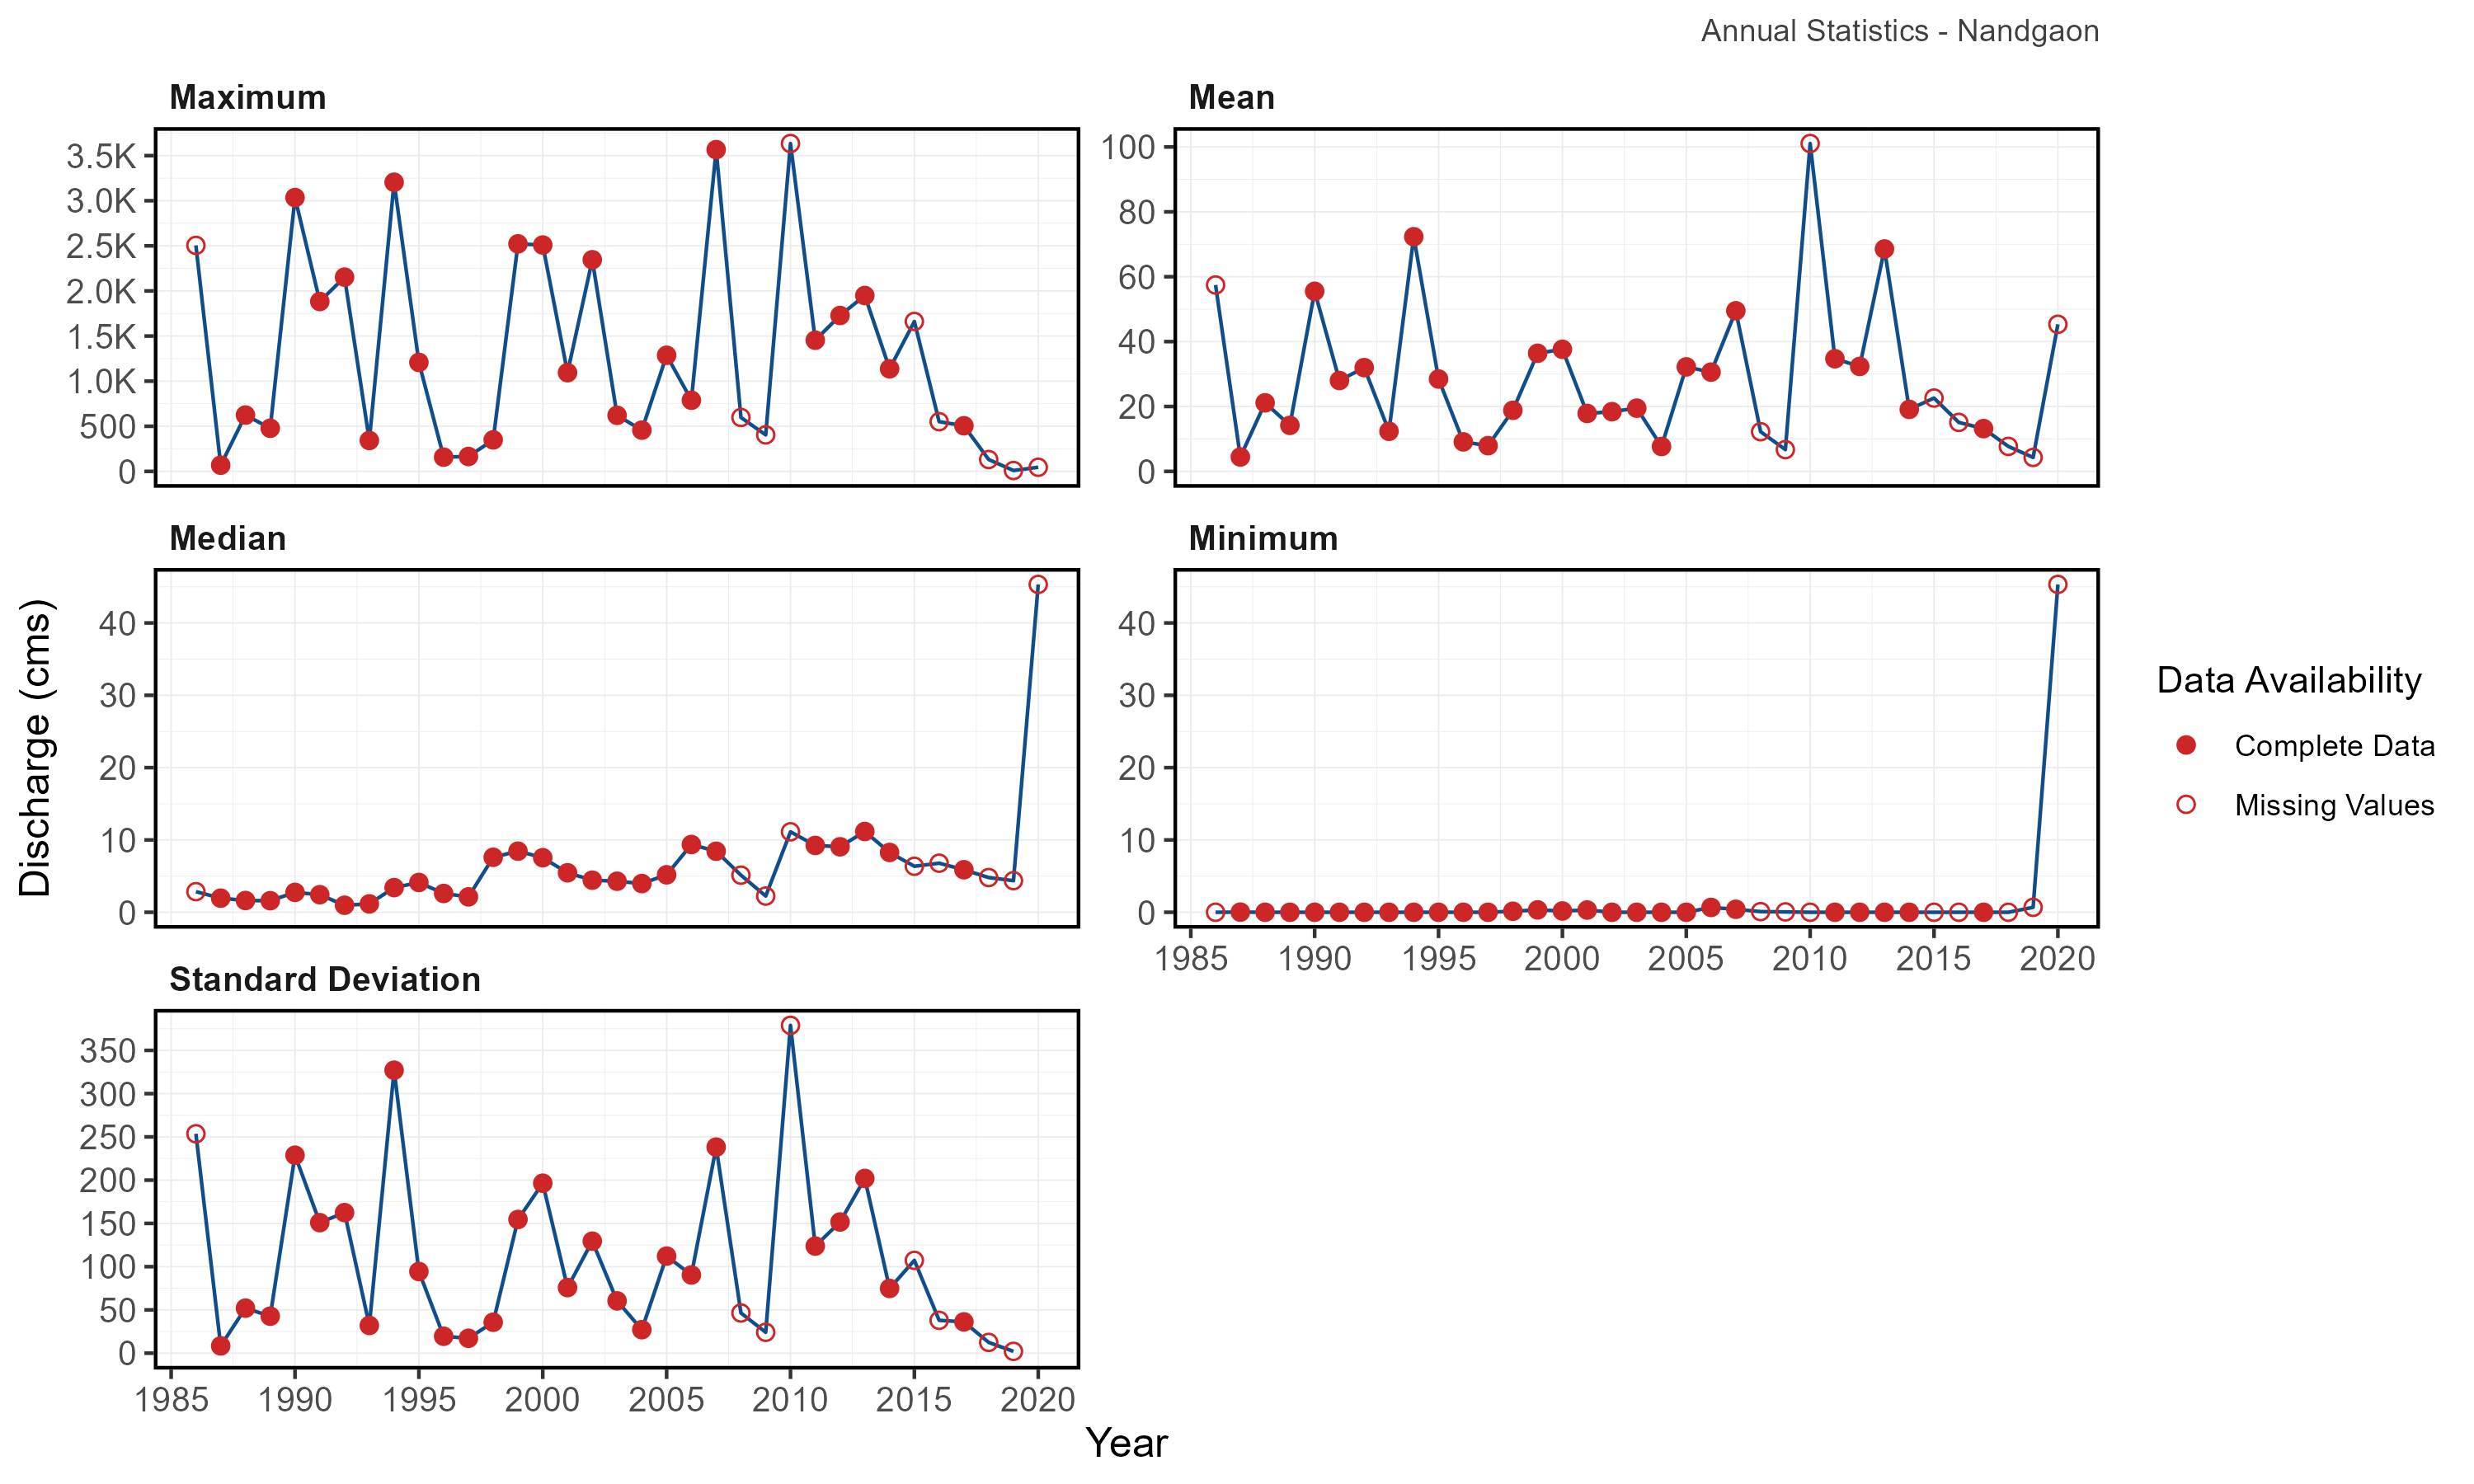 Annual Statistics - Nandgaon
Maximum
3.5K
3.0K
2.5K
2.0K
1.5K
1.0K
500
0
Mean
100
80
60
40
20
0
Median
40
30
20
10
0
Minimum
40
30
20
10
0
1985 1990 1995 2000 2005 2010 2015 2020
Standard Deviation
350
300
250
200
150
100
50
0
1985 1990 1995 2000 2005 2010 2015 2020
Discharge (cms)
Year
Data Availability
Complete Data
Missing Values